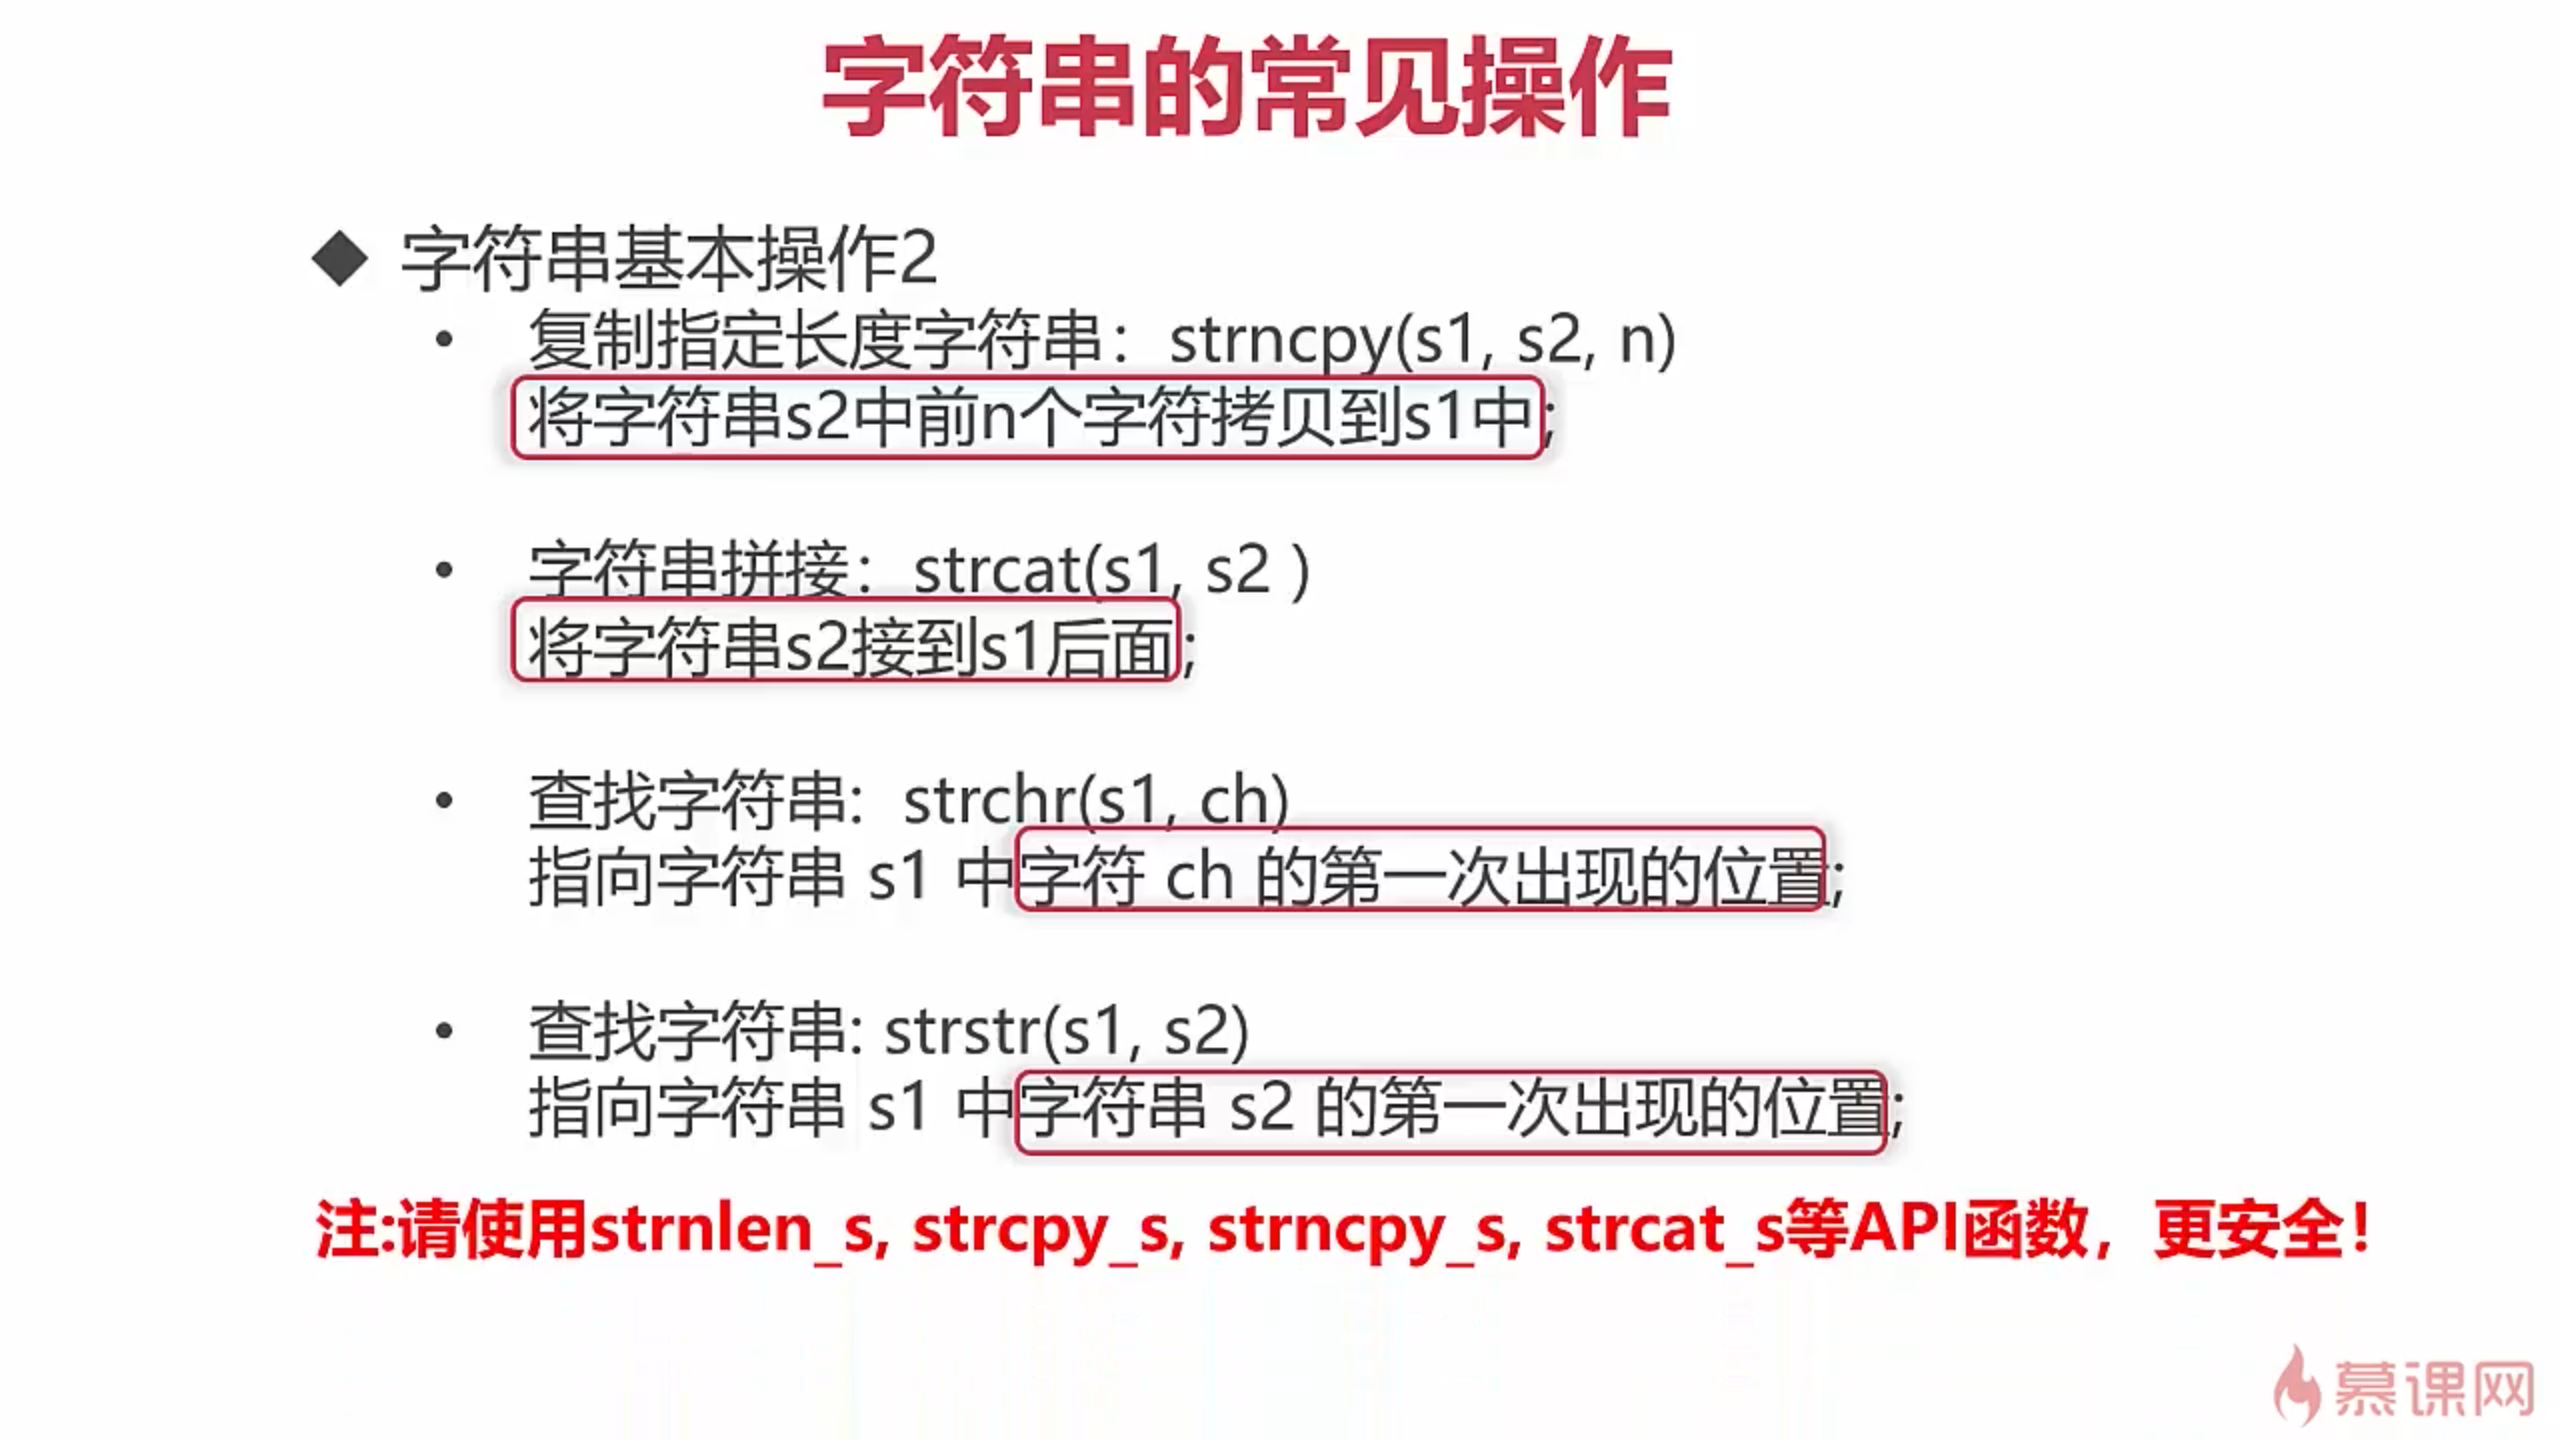 字符串的常见操作
◆ 字符串基本操作2
• 复制指定长度字符串：strncpy(s1, s2, n)
将字符串s2中前n个字符拷贝到s1中;
• 字符串拼接：strcat(s1, s2 )
将字符串s2接到s1后面;
• 查找字符串: strchr(s1, ch)
指向字符串 s1 中字符 ch 的第一次出现的位置;
• 查找字符串: strstr(s1, s2)
指向字符串 s1 中字符串 s2 的第一次出现的位置;
注:请使用strnlen_s, strcpy_s, strncpy_s, strcat_s等API函数，更安全！
慕课网